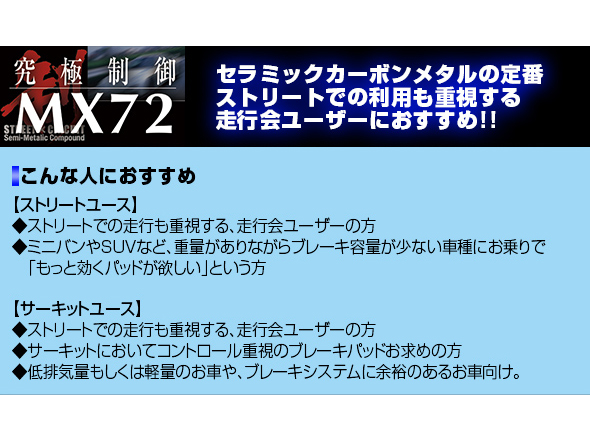 究極制御
MX72
STREET×CIRCUIT
Semi-Metalic Compound
セラミックカーボンメタルの定番
ストリートでの利用も重視する
走行会ユーザーにおすすめ!!
こんな人におすすめ
【ストリートユース】
◆ストリートでの走行も重視する、走行会ユーザーの方
◆ミニバンやSUVなど、重量がありながらブレーキ容量が少ない車種にお乗りで
「もっと効くパッドが欲しい」という方
【サーキットユース】
◆ストリートでの走行も重視する、走行会ユーザーの方
◆サーキットにおいてコントロール重視のブレーキパッドお求めの方
◆低排気量もしくは軽量のお車や、ブレーキシステムに余裕のあるお車向け。